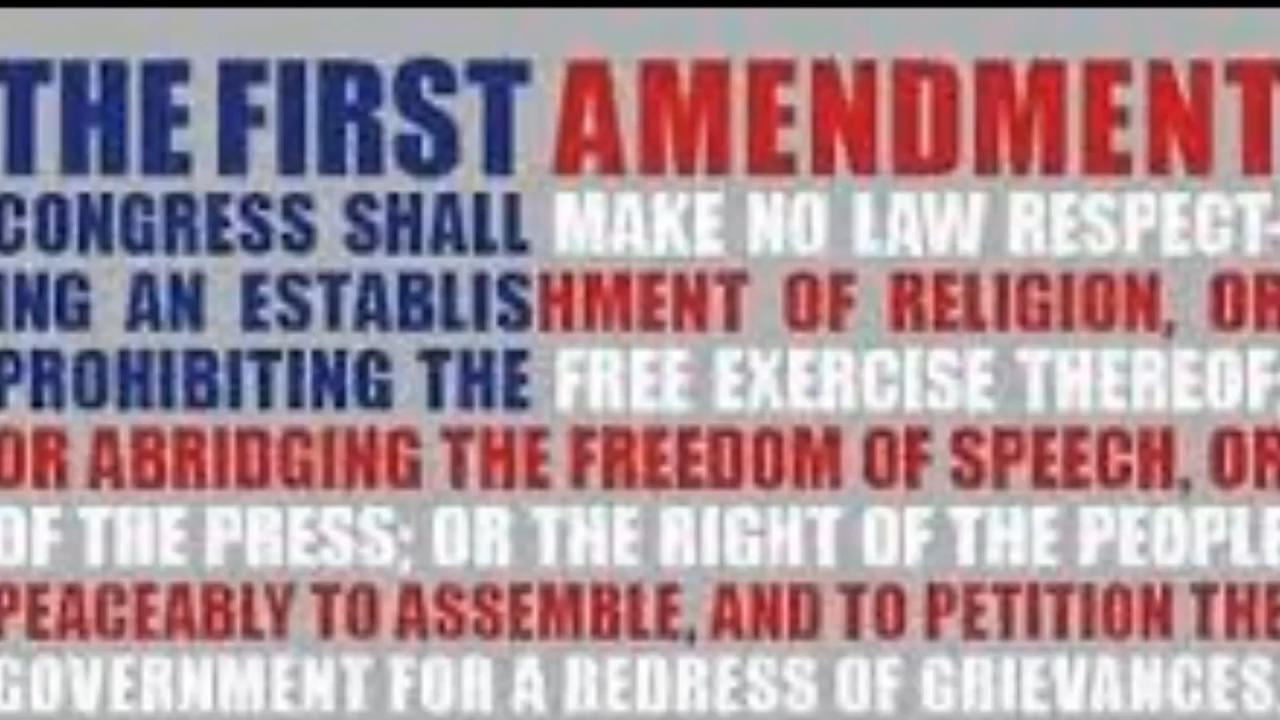 THE FIRST AMENDMENT
CONGRESS SHALL MAKE NO LAW RESPECT-
ING AN ESTABLISHMENT OF RELIGION, OR
PROHIBITING THE FREE EXERCISE THEREOF;
OR ABRIDGING THE FREEDOM OF SPEECH, OR
OF THE PRESS; OR THE RIGHT OF THE PEOPLE
PEACEABLY TO ASSEMBLE, AND TO PETITION THE
GOVERNMENT FOR A REDRESS OF GRIEVANCES.